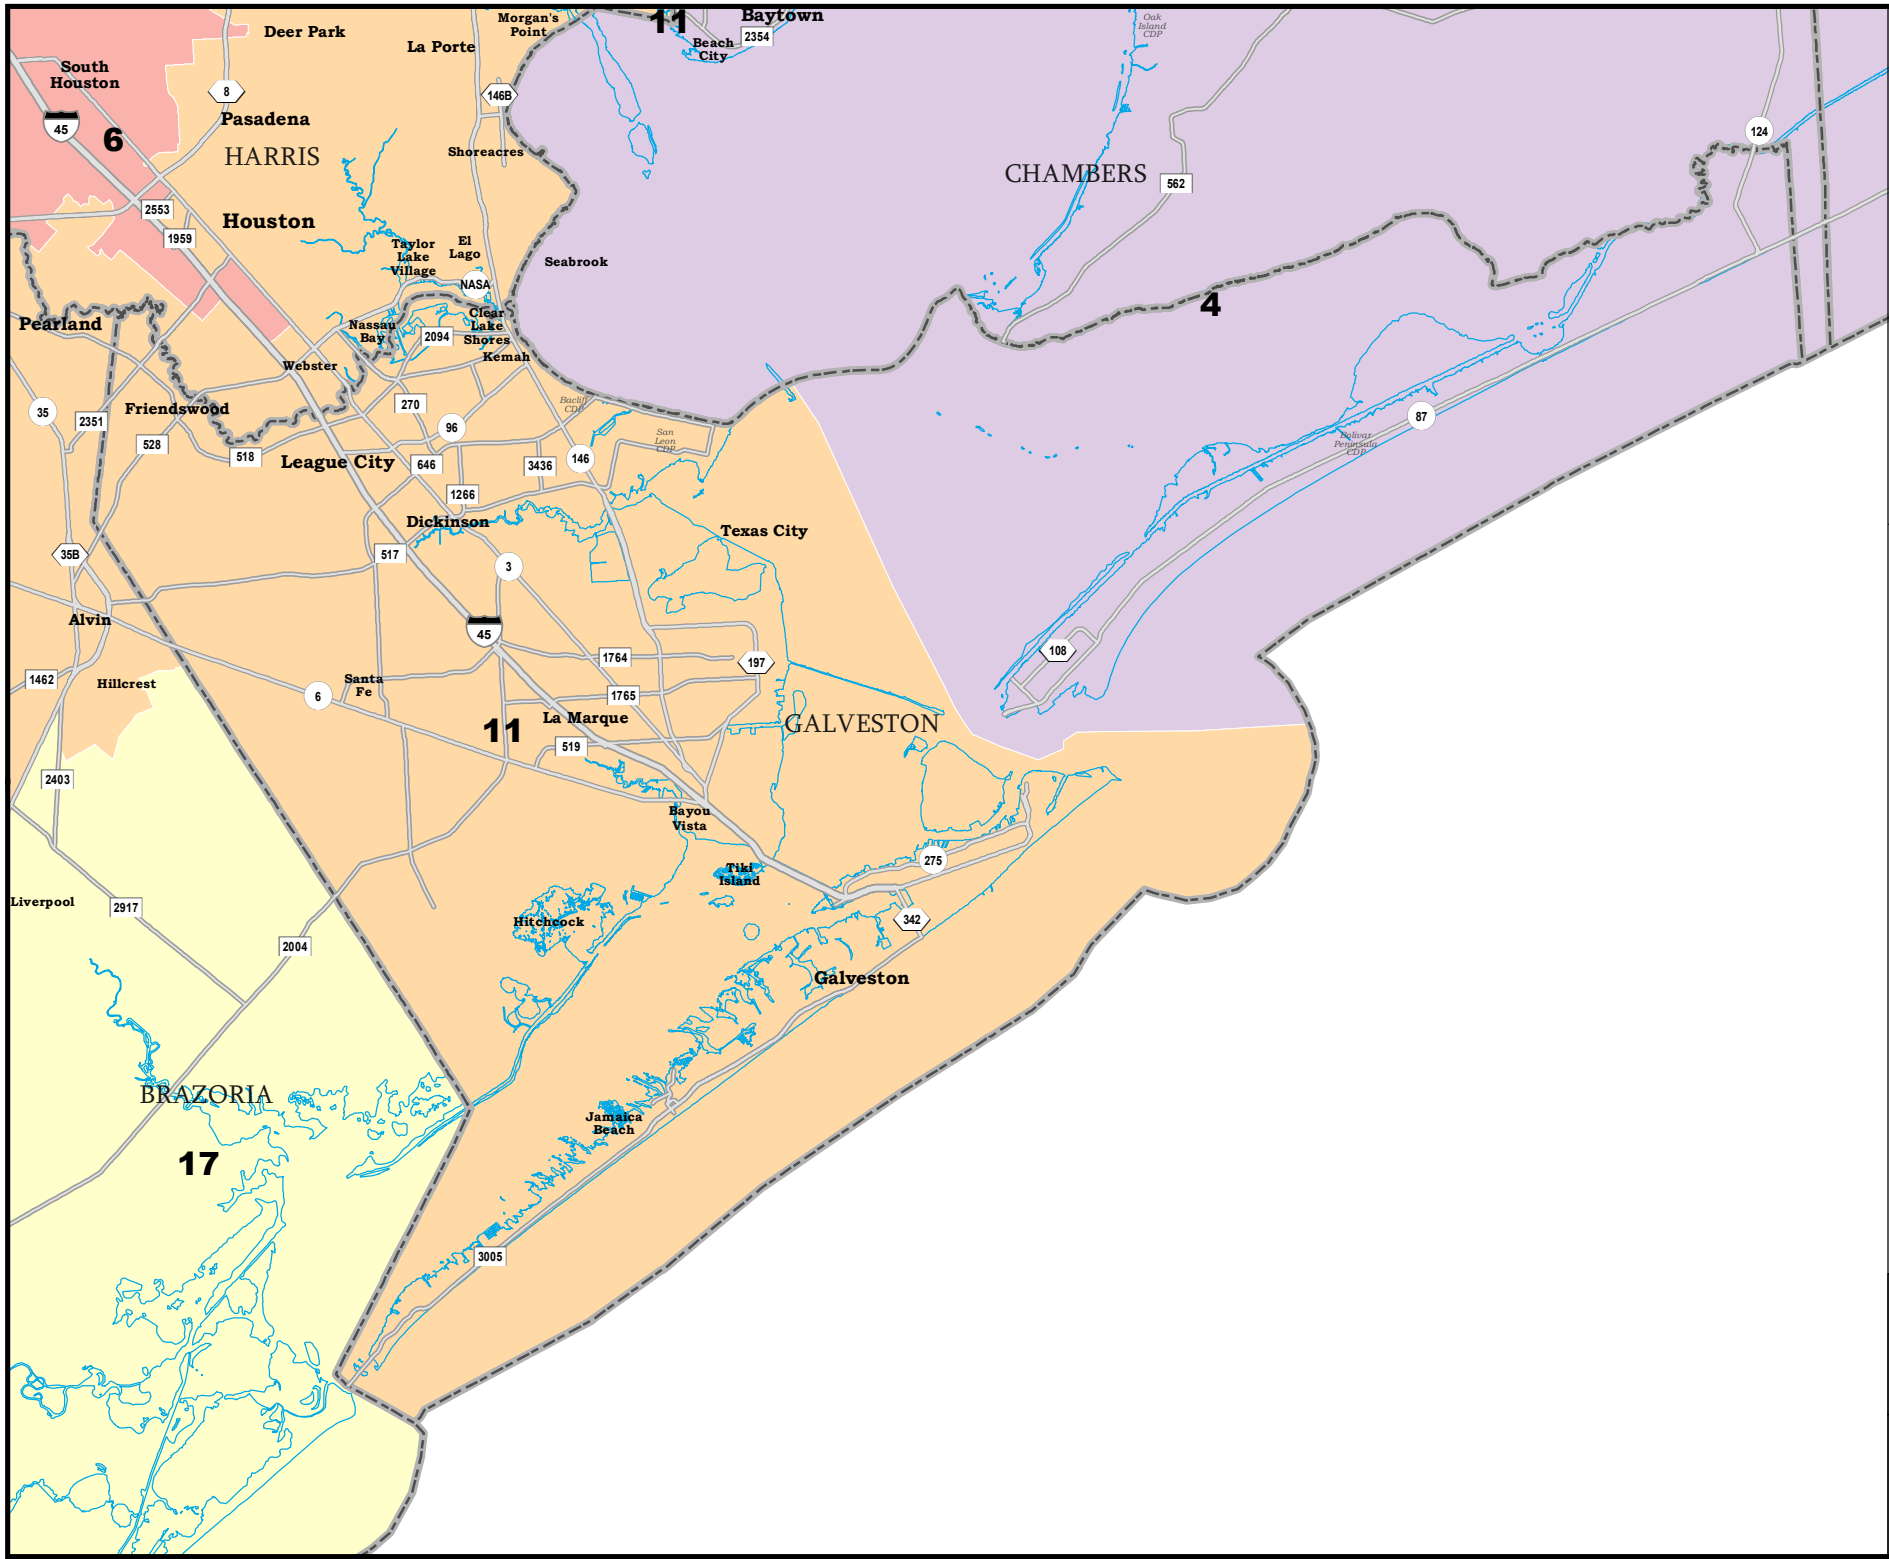 Morgan's
Point
11
Baytown
2354
Beach
City
Oak
Island
CDP
Deer Park
La Porte
South
Houston
8
146B
45
6
Pasadena
HARRIS
Shoreacres
124
CHAMBERS
562
2553
Houston
1959
Taylor
Lake
Village
El
Lago
Seabrook
NASA
4
Pearland
Nassau
Bay
2094
Clear
Lake
Shores
Kemah
Webster
35
2351
Friendswood
270
Bacliff
CDP
96
87
528
518
League City
646
3436
146
San
Leon
CDP
Bolivar
Peninsula
CDP
1266
Dickinson
Texas City
35B
517
3
Alvin
45
108
1764
197
1462
Hillcrest
6
Santa
Fe
1765
La Marque
11
519
GALVESTON
2403
Bayou
Vista
275
Tiki
Island
Liverpool
2917
Hitchcock
342
2004
Galveston
BRAZORIA
Jamaica
Beach
17
3005